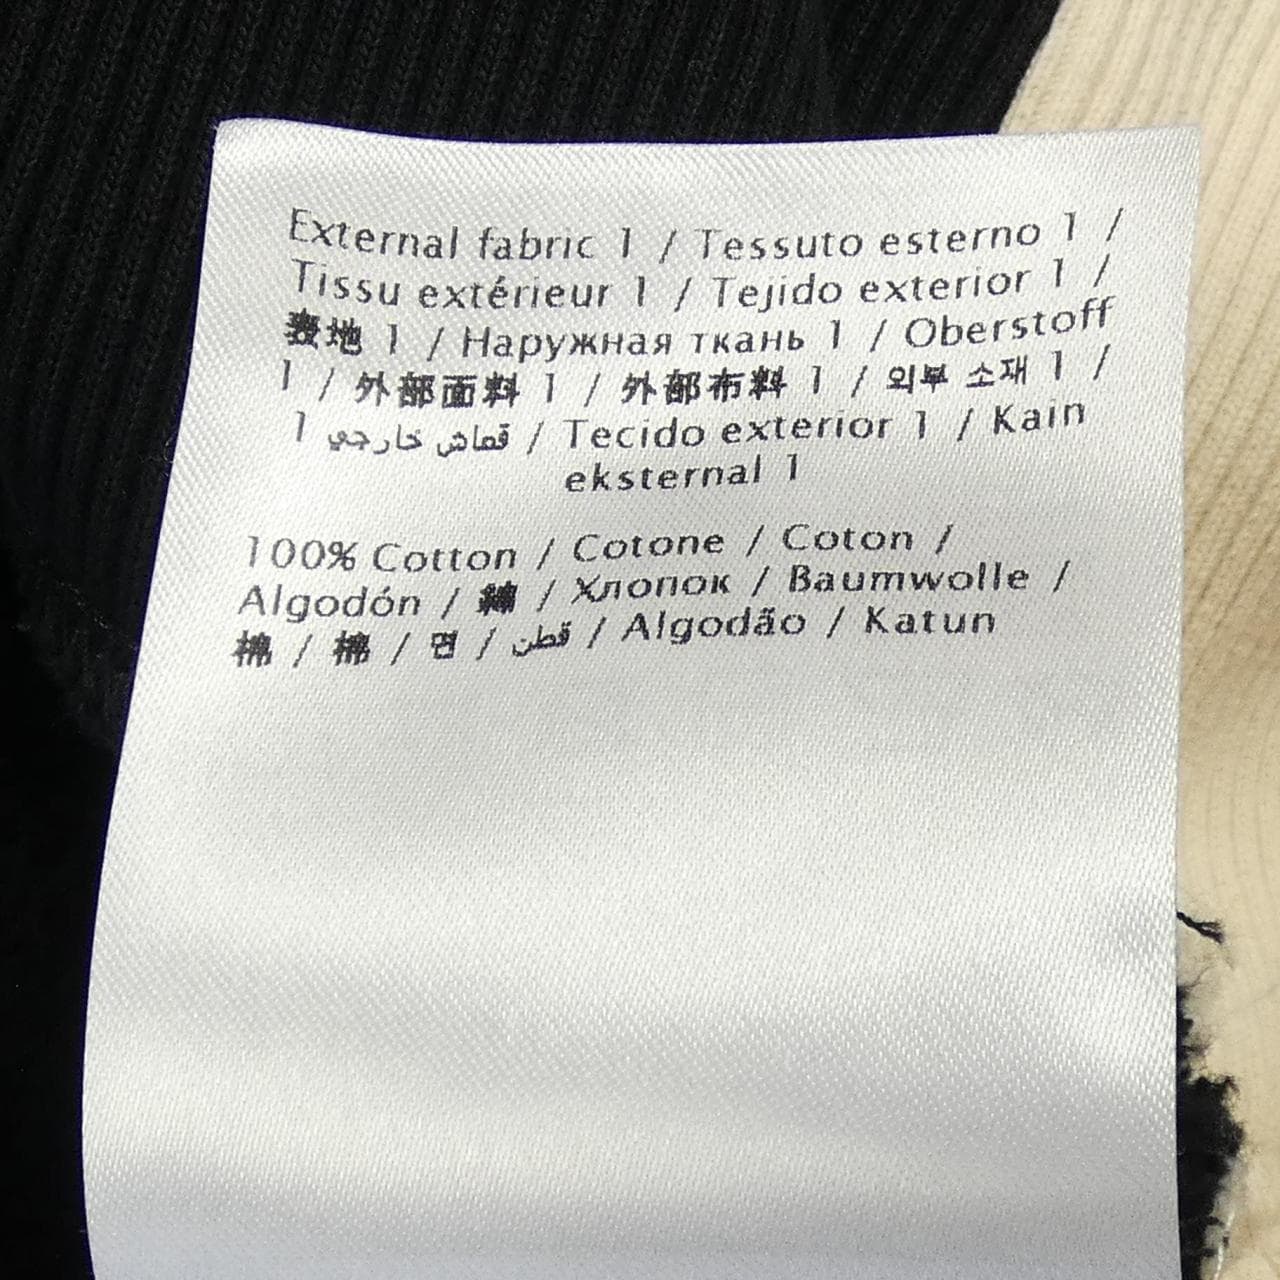 External fabric 1 / Tessuto esterno 1 /
Tissu extérieur 1 / Tejido exterior 1 /
表地 1 / Наружная ткань 1 / Oberstoff
1 / 外部面料 1 / 外部布料 1 / 외부 소재 1 /
قماش خارجي 1 / Tecido exterior 1 / Kain
eksternal 1
100% Cotton / Cotone / Coton /
Algodón / 綿 / Хлопок / Baumwolle /
棉 / 棉 / 면 / قطن / Algodão / Katun